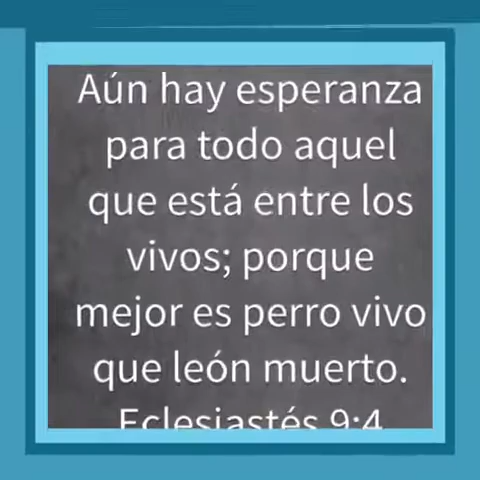 Aún hay esperanza
para todo aquel
que está entre los
vivos; porque
mejor es perro vivo
que león muerto.
Eclesiastés 9:4